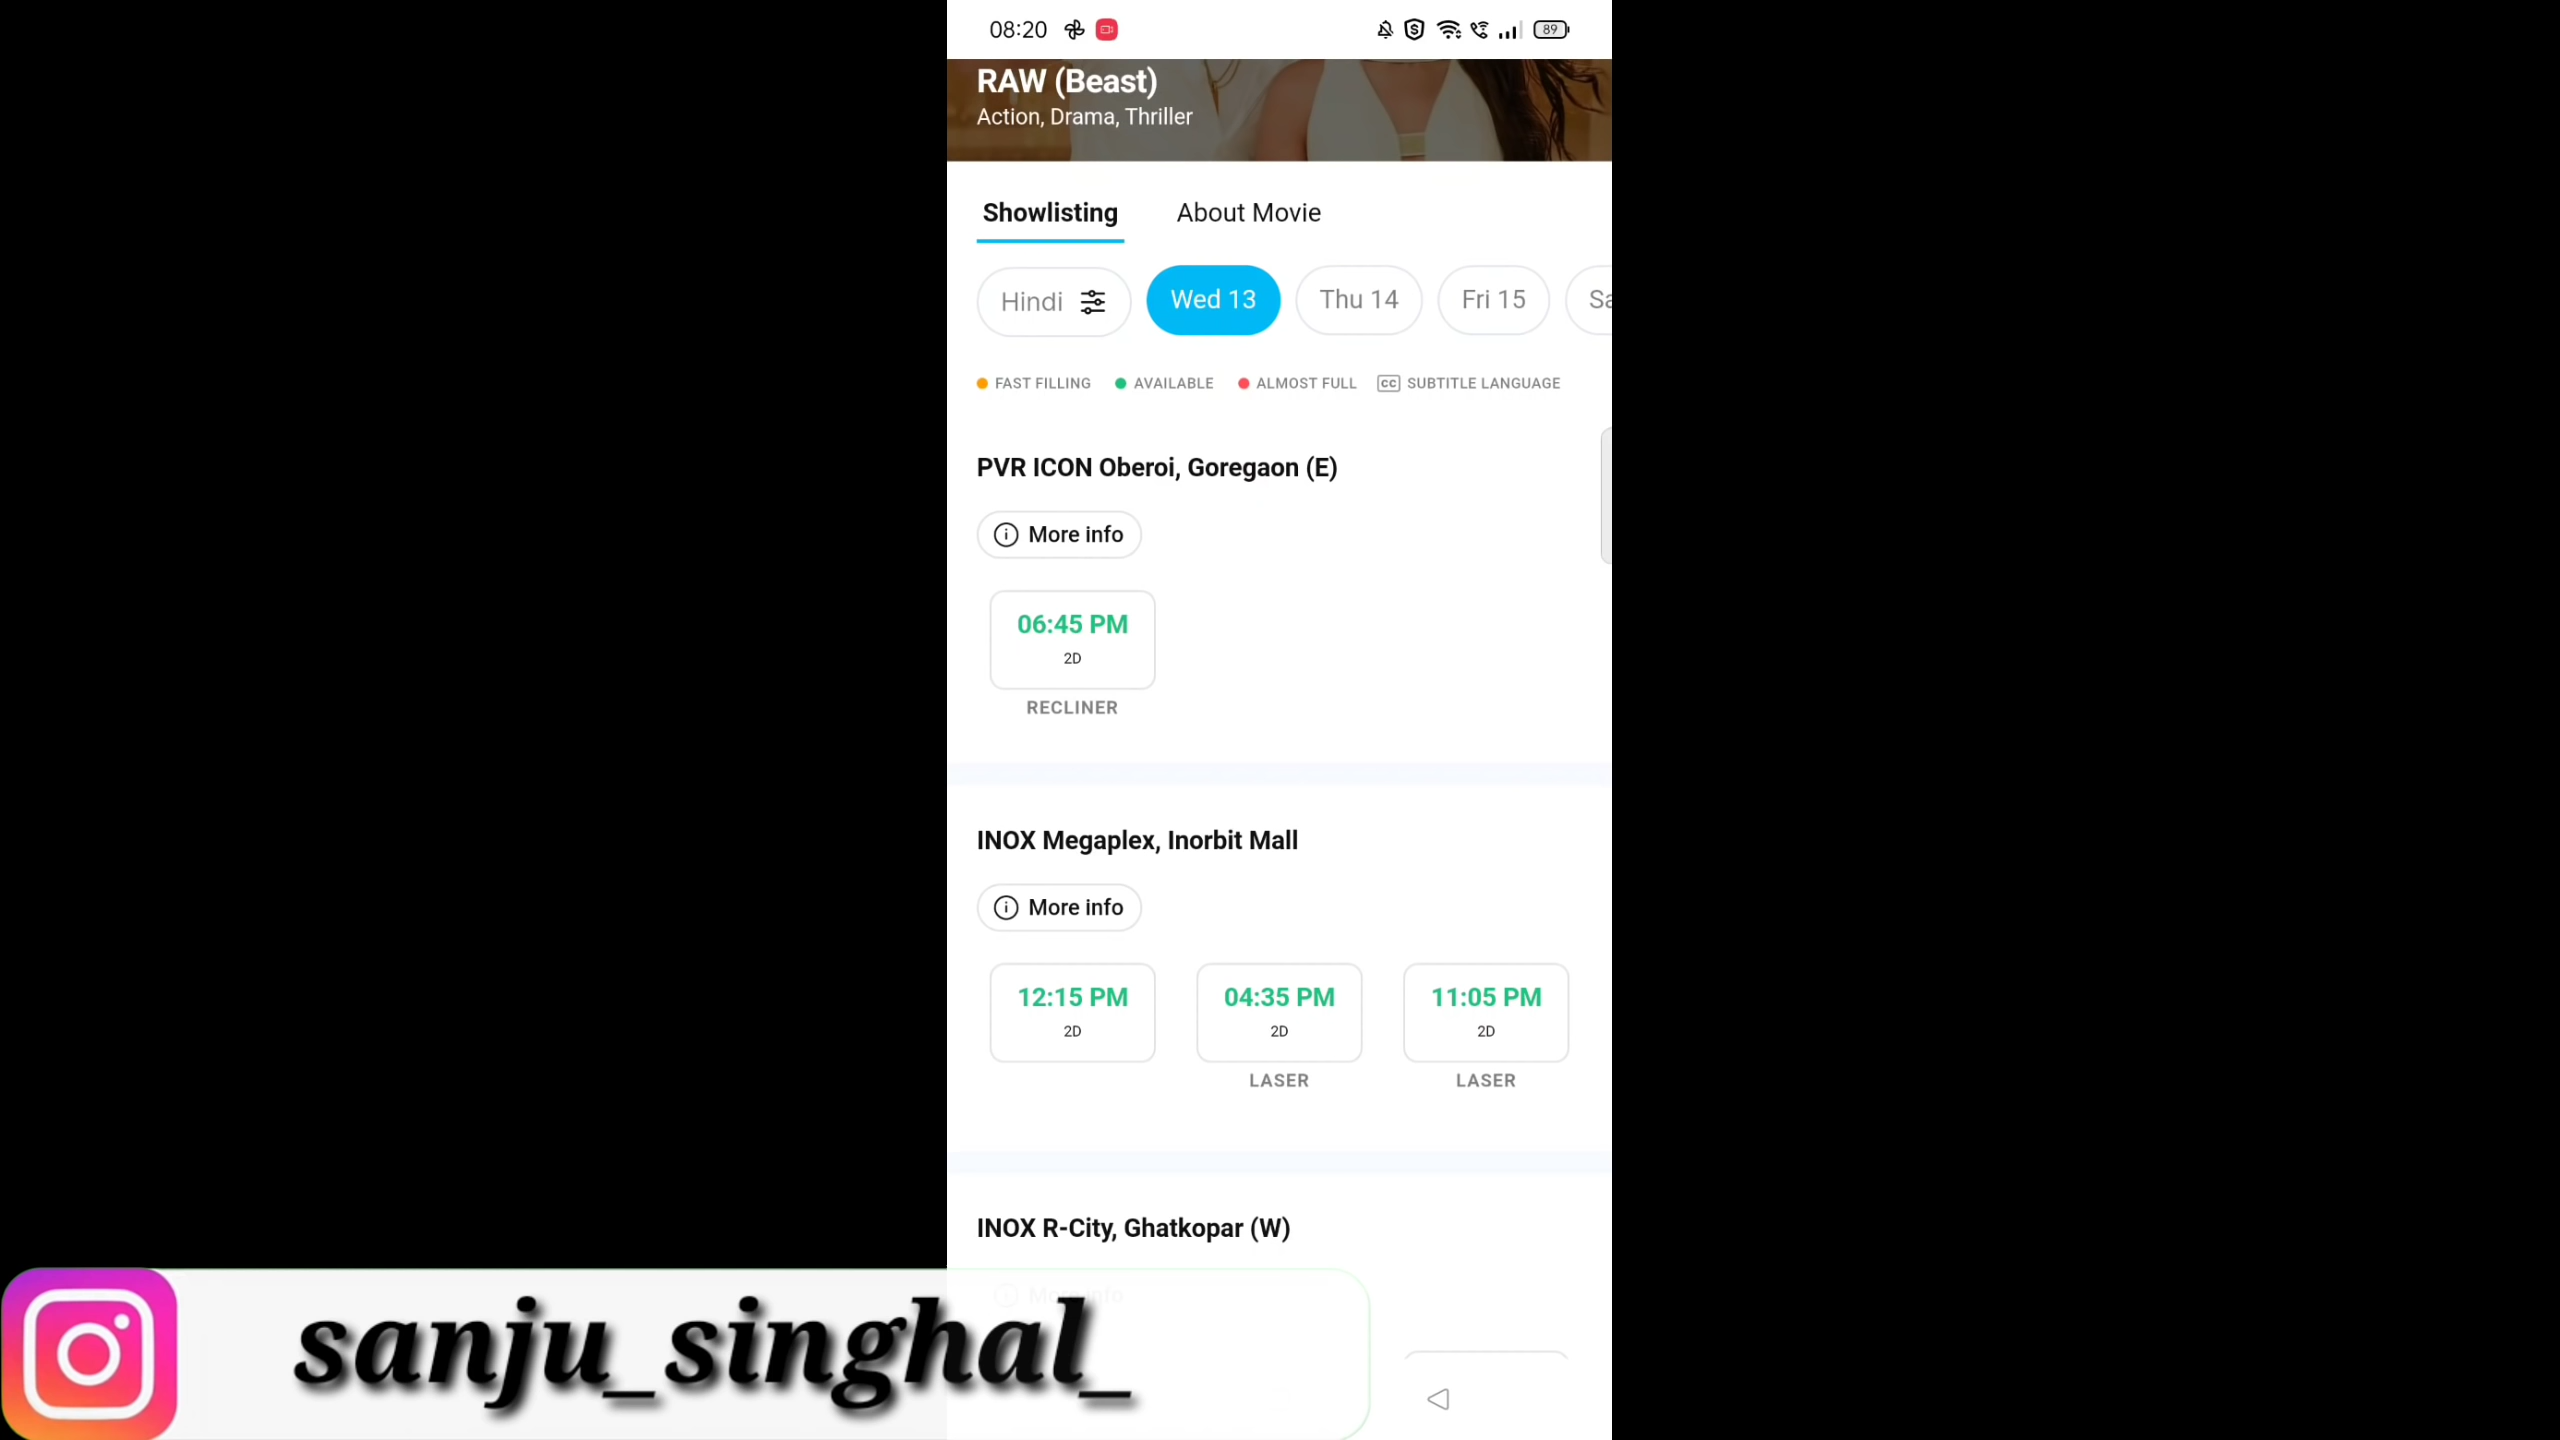 08:20
89
RAW (Beast)
Action, Drama, Thriller
Showlisting About Movie
Hindi Wed 13 Thu 14 Fri 15 Sa
FAST FILLING AVAILABLE ALMOST FULL CC SUBTITLE LANGUAGE
PVR ICON Oberoi, Goregaon (E)
More info
06:45 PM
2D
RECLINER
INOX Megaplex, Inorbit Mall
More info
12:15 PM 04:35 PM 11:05 PM
2D 2D 2D
LASER LASER
INOX R-City, Ghatkopar (W)
More info
sanju_singhal_